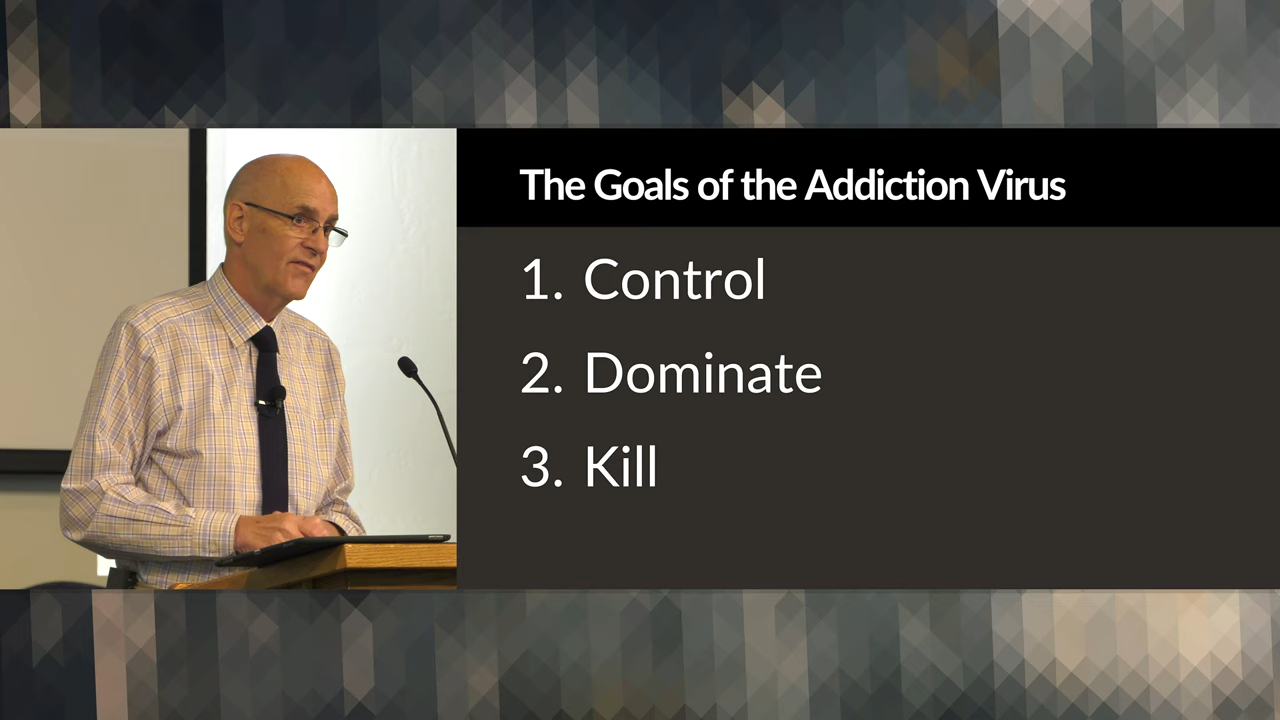 The Goals of the Addiction Virus
1. Control
2. Dominate
3. Kill